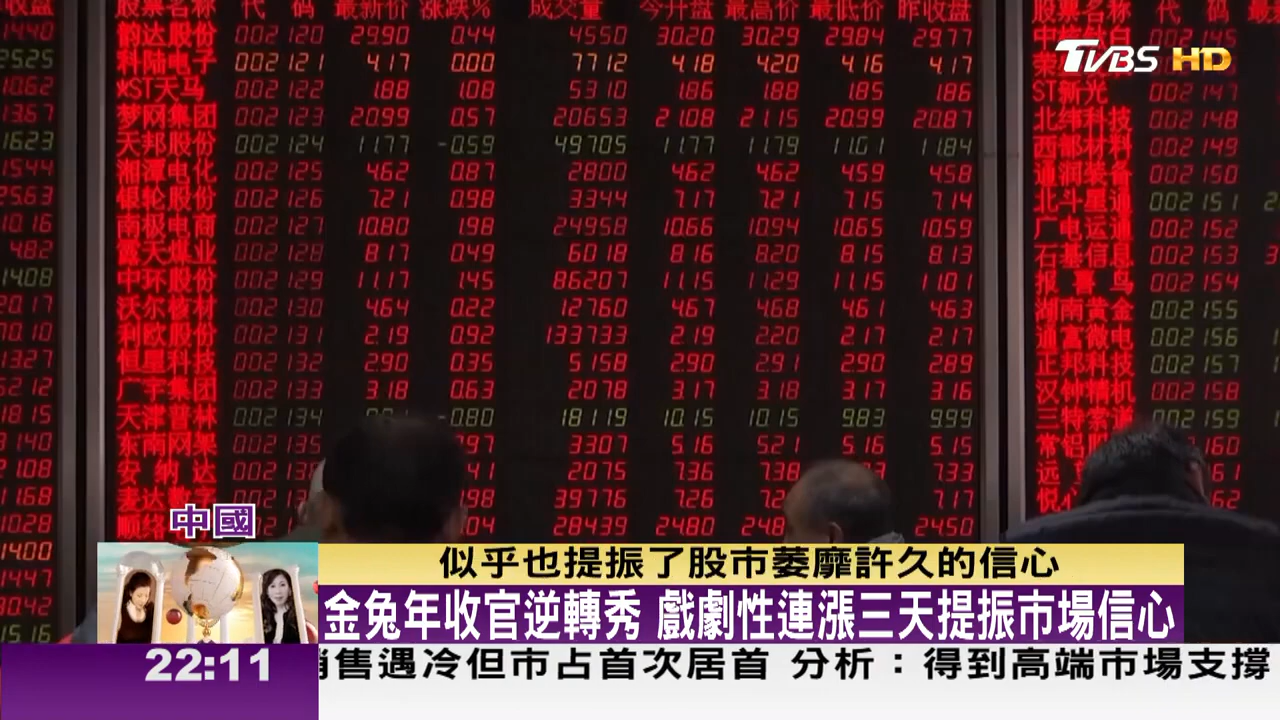 股票名称 代 码 最新价 涨跌% 成交量 今开盘 最高价 最低价 昨收盘
韵达股份 002120 29.90 0.44 4550 30.20 30.29 29.84 29.77
科陆电子 002121 4.17 0.00 7712 4.18 4.20 4.16 4.17
*ST天马 002122 1.88 1.08 5310 1.86 1.88 1.85 1.86
梦网集团 002123 20.99 0.57 20653 21.08 21.15 20.99 20.87
天邦股份 002124 11.77 -0.59 49705 11.77 11.79 11.61 11.84
湘潭电化 002125 4.62 0.87 2800 4.62 4.62 4.59 4.58
银轮股份 002126 7.21 0.98 3344 7.17 7.21 7.15 7.14
南极电商 002127 10.80 1.98 24958 10.66 10.94 10.65 10.59
露天煤业 002128 8.17 0.49 6018 8.16 8.20 8.15 8.13
中环股份 002129 11.17 1.45 86207 11.15 11.29 11.15 11.01
沃尔核材 002130 4.64 0.22 12760 4.67 4.68 4.61 4.63
利欧股份 002131 2.19 0.92 133733 2.19 2.20 2.17 2.17
恒星科技 002132 2.90 0.35 5158 2.90 2.91 2.90 2.89
广宇集团 002133 3.18 0.63 2078 3.17 3.18 3.17 3.16
天津普林 002134 -0.80 18119 10.15 10.15 9.83 9.99
东南网架 002135 3307 5.16 5.21 5.16 5.15
安 纳 达 2075 7.36 7.38 7.33
麦达数字 39776 7.26 7.17
顺络 28439 24.80 24.50
股票名称 代 码
002145
ST新光 002147
北纬科技 002148
西部材料 002149
通润装备 002150
北斗星通 002151
广电运通 002152
石基信息 002153
报 喜 鸟 002154
湖南黄金 002155
通富微电 002156
正邦科技 002157
汉钟精机 002158
三特索道 002159
常铝
远
悦心
TVBS HD
中國
似乎也提振了股市萎靡許久的信心
金兔年收官逆轉秀 戲劇性連漲三天提振市場信心
22:11
銷售遇冷但市占首次居首 分析：得到高端市場支撐